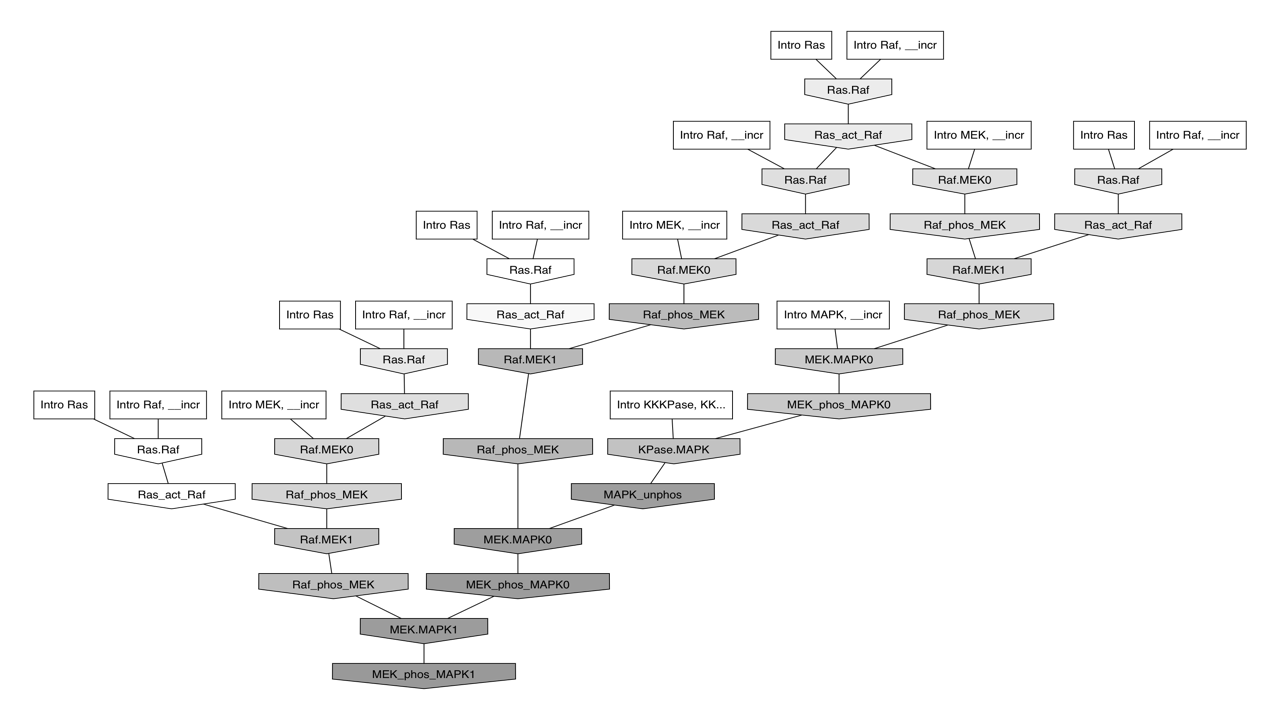 Intro Ras
Intro Raf, __incr
Ras.Raf
Intro Raf, __incr
Ras_act_Raf
Intro MEK, __incr
Intro Ras
Intro Raf, __incr
Ras.Raf
Raf.MEK0
Ras.Raf
Intro Ras
Intro Raf, __incr
Intro MEK, __incr
Ras_act_Raf
Raf_phos_MEK
Ras_act_Raf
Ras.Raf
Raf.MEK0
Raf.MEK1
Intro Ras
Intro Raf, __incr
Ras_act_Raf
Raf_phos_MEK
Intro MAPK, __incr
Raf_phos_MEK
Ras.Raf
Raf.MEK1
MEK.MAPK0
Intro Ras
Intro Raf, __incr
Intro MEK, __incr
Ras_act_Raf
Intro KKKPase, KK...
MEK_phos_MAPK0
Ras.Raf
Raf.MEK0
Raf_phos_MEK
KPase.MAPK
Ras_act_Raf
Raf_phos_MEK
MAPK_unphos
Raf.MEK1
MEK.MAPK0
Raf_phos_MEK
MEK_phos_MAPK0
MEK.MAPK1
MEK_phos_MAPK1